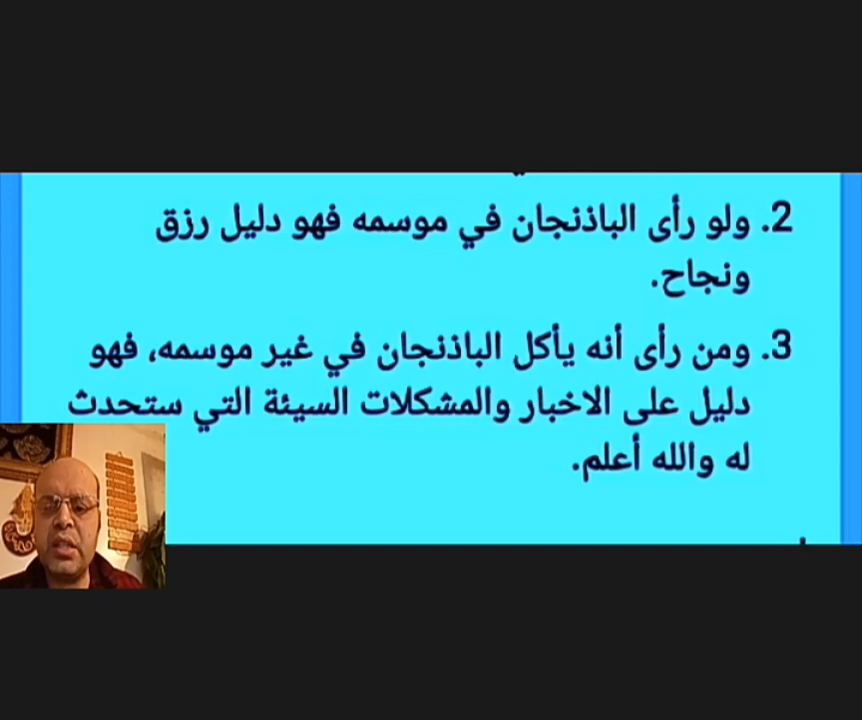 2. ولو رأى الباذنجان في موسمه فهو دليل رزق
ونجاح.
3. ومن رأى أنه يأكل الباذنجان في غير موسمه، فهو
دليل على الاخبار والمشكلات السيئة التي ستحدث
له والله أعلم.